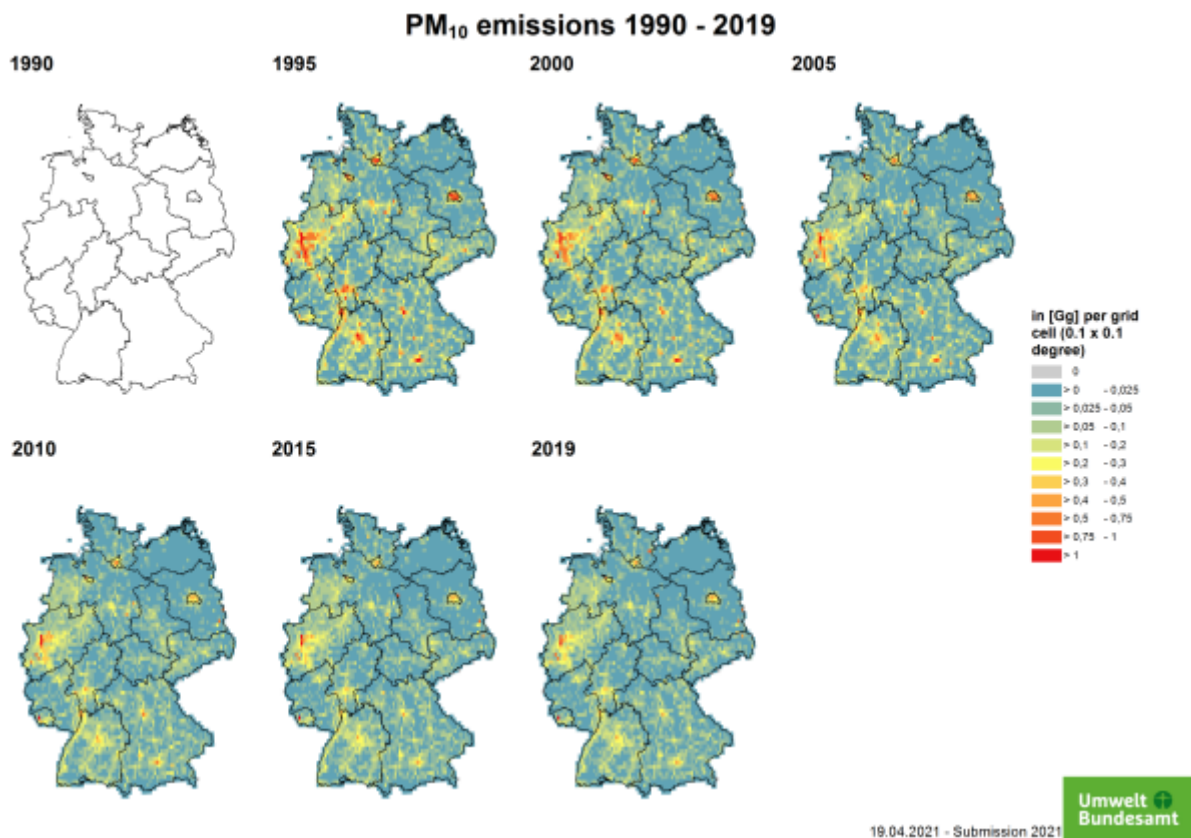 PM₁₀ emissions 1990 - 2019
1990
1995
2000
2005
in [Gg] per grid
cell (0.1 x 0.1
degree)
0
> 0 - 0,025
> 0,025 - 0,05
> 0,05 - 0,1
> 0,1 - 0,2
> 0,2 - 0,3
> 0,3 - 0,4
> 0,4 - 0,5
> 0,5 - 0,75
> 0,75 - 1
> 1
2010
2015
2019
Umwelt
Bundesamt
19.04.2021 - Submission 2021